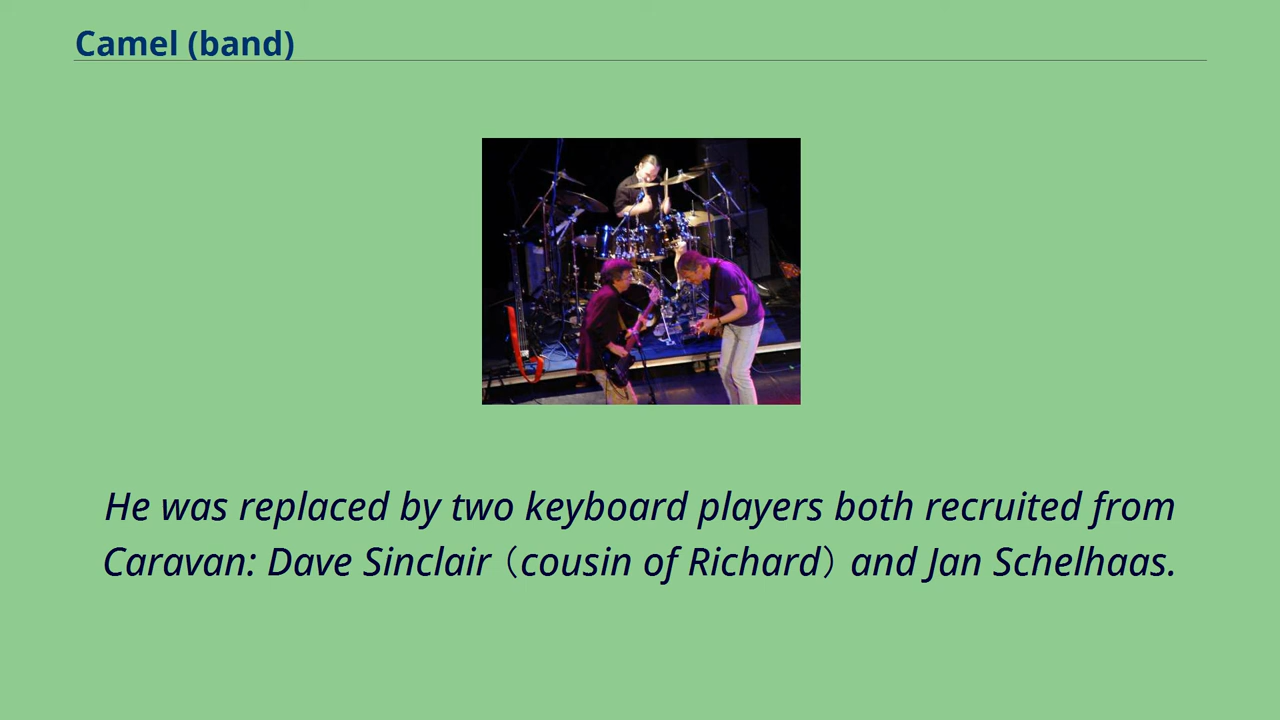 Camel (band)
He was replaced by two keyboard players both recruited from
Caravan: Dave Sinclair（cousin of Richard）and Jan Schelhaas.